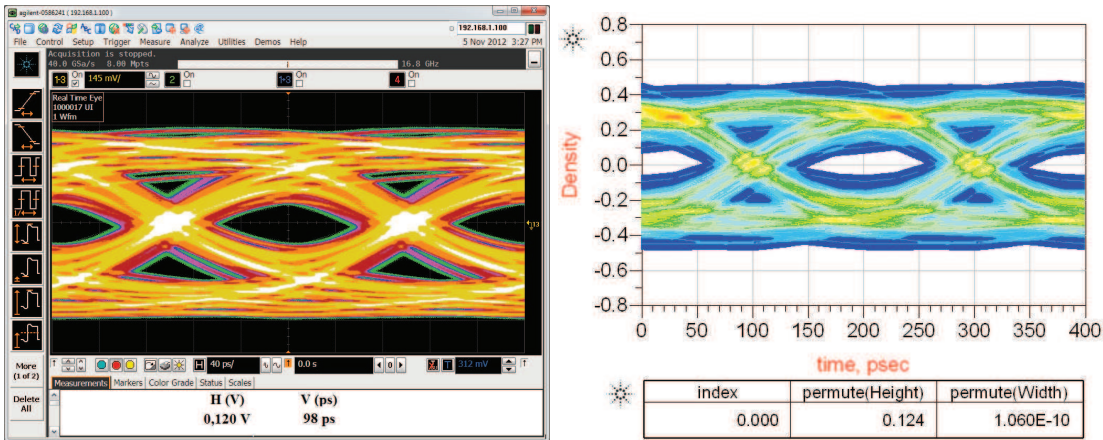 agilent-0586241 ( 192.168.1.100 )
192.168.1.100
File Control Setup Trigger Measure Analyze Utilities Demos Help
5 Nov 2012 3:27 PM
Acquisition is stopped.
40.0 GSa/s 8.00 Mpts
16.8 GHz
1-3 On 145 mV/ 2 On 1-3 On 4 On
Real Time Eye
1000017 UI
1 Wfm
More
(1 of 2)
Delete
All
H 40 ps/ 0.0 s 0 T 312 mV
Measurements Markers Color Grade Status Scales
H (V) V (ps)
0,120 V 98 ps
Density
0.8
0.6
0.4
0.2
0.0
-0.2
-0.4
-0.6
-0.8
0 50 100 150 200 250 300 350 400
time, psec
index permute(Height) permute(Width)
0.000 0.124 1.060E-10